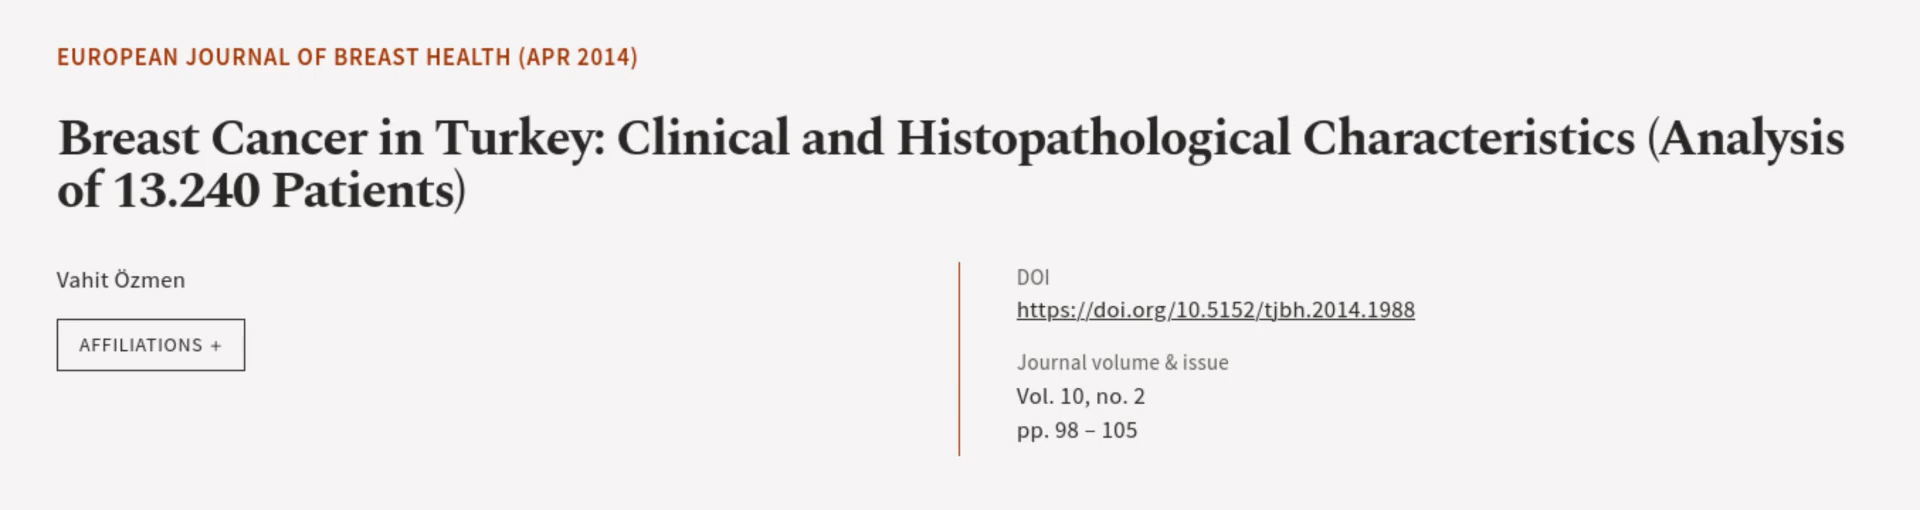 EUROPEAN JOURNAL OF BREAST HEALTH (APR 2014)
Breast Cancer in Turkey: Clinical and Histopathological Characteristics (Analysis
of 13.240 Patients)
Vahit Özmen
AFFILIATIONS +
DOI
https://doi.org/10.5152/tjbh.2014.1988
Journal volume & issue
Vol. 10, no. 2
pp. 98 – 105